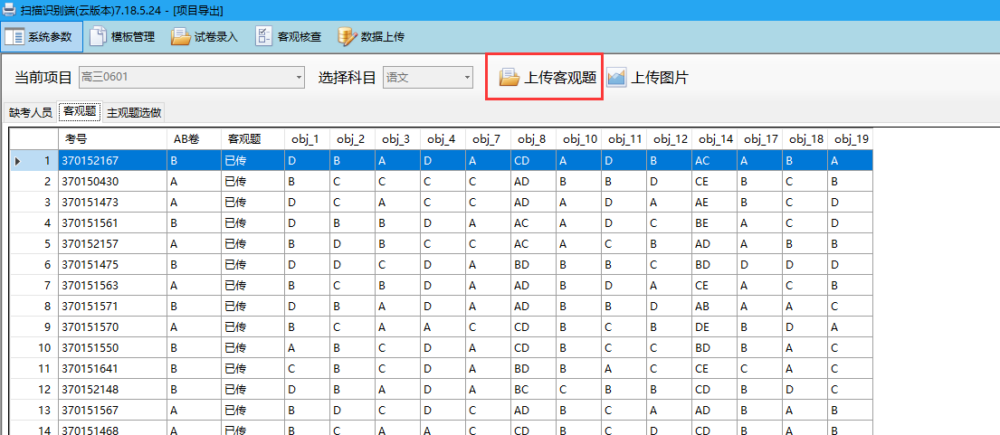 扫描识别端(云版本)7.18.5.24 - [项目导出]
系统参数 模板管理 试卷录入 客观核查 数据上传
当前项目 高三0601 选择科目 语文 上传客观题 上传图片
缺考人员 客观题 主观题选做
考号 AB卷 客观题 obj_1 obj_2 obj_3 obj_4 obj_7 obj_8 obj_10 obj_11 obj_12 obj_14 obj_17 obj_18 obj_19
1 370152167 B 已传 D B A D A CD A D B AC A B A
2 370150430 A 已传 B C C C C AD B B D CE B C B
3 370151473 A 已传 D C A C C AD A D A AE B C D
4 370151561 B 已传 D B B D A AC A D C BE A C D
5 370152157 A 已传 B D B C C AC A C B AD A B B
6 370151475 B 已传 D D C D A BD B B C BD D D D
7 370151563 A 已传 B C B D A AD B D A CE A C B
8 370151571 B 已传 D B A D A AD B B D AB A A C
9 370151570 A 已传 B C A A C CD B C B DE B D A
10 370151550 B 已传 A B C D A CD B C C BD B A C
11 370151641 B 已传 C B C D A BD B A C CE C A C
12 370152148 B 已传 D B A D A BC C B B CD B D C
13 370151567 A 已传 B D C D C AD B C A AD B A B
14 370151468 A 已传 B C A A C CD B C D CD B A B